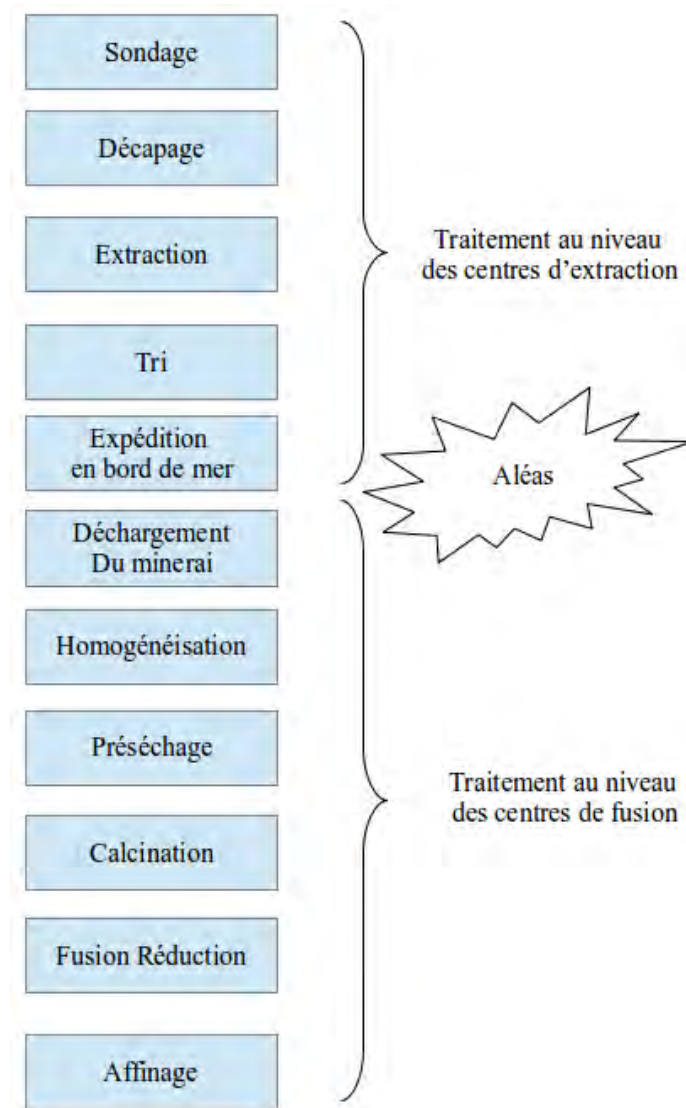 Sondage
Décapage
Extraction
Traitement au niveau
des centres d'extraction
Tri
Expédition
en bord de mer
Aléas
Déchargement
Du minerai
Homogénéisation
Préséchage
Traitement au niveau
des centres de fusion
Calcination
Fusion Réduction
Affinage